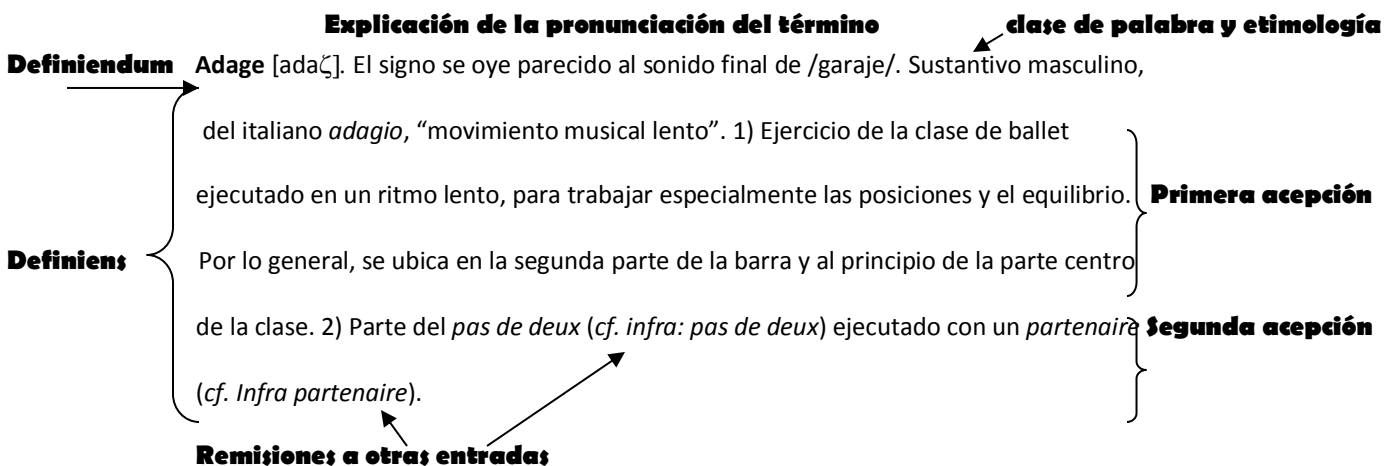 Explicación de la pronunciación del término clase de palabra y etimología
Definiendum Adage [adaζ]. El signo se oye parecido al sonido final de /garaje/. Sustantivo masculino,
del italiano adagio, “movimiento musical lento”. 1) Ejercicio de la clase de ballet
ejecutado en un ritmo lento, para trabajar especialmente las posiciones y el equilibrio. Primera acepción
Definiens Por lo general, se ubica en la segunda parte de la barra y al principio de la parte centro
de la clase. 2) Parte del pas de deux (cf. infra: pas de deux) ejecutado con un partenaire Segunda acepción
(cf. Infra partenaire).
Remisiones a otras entradas